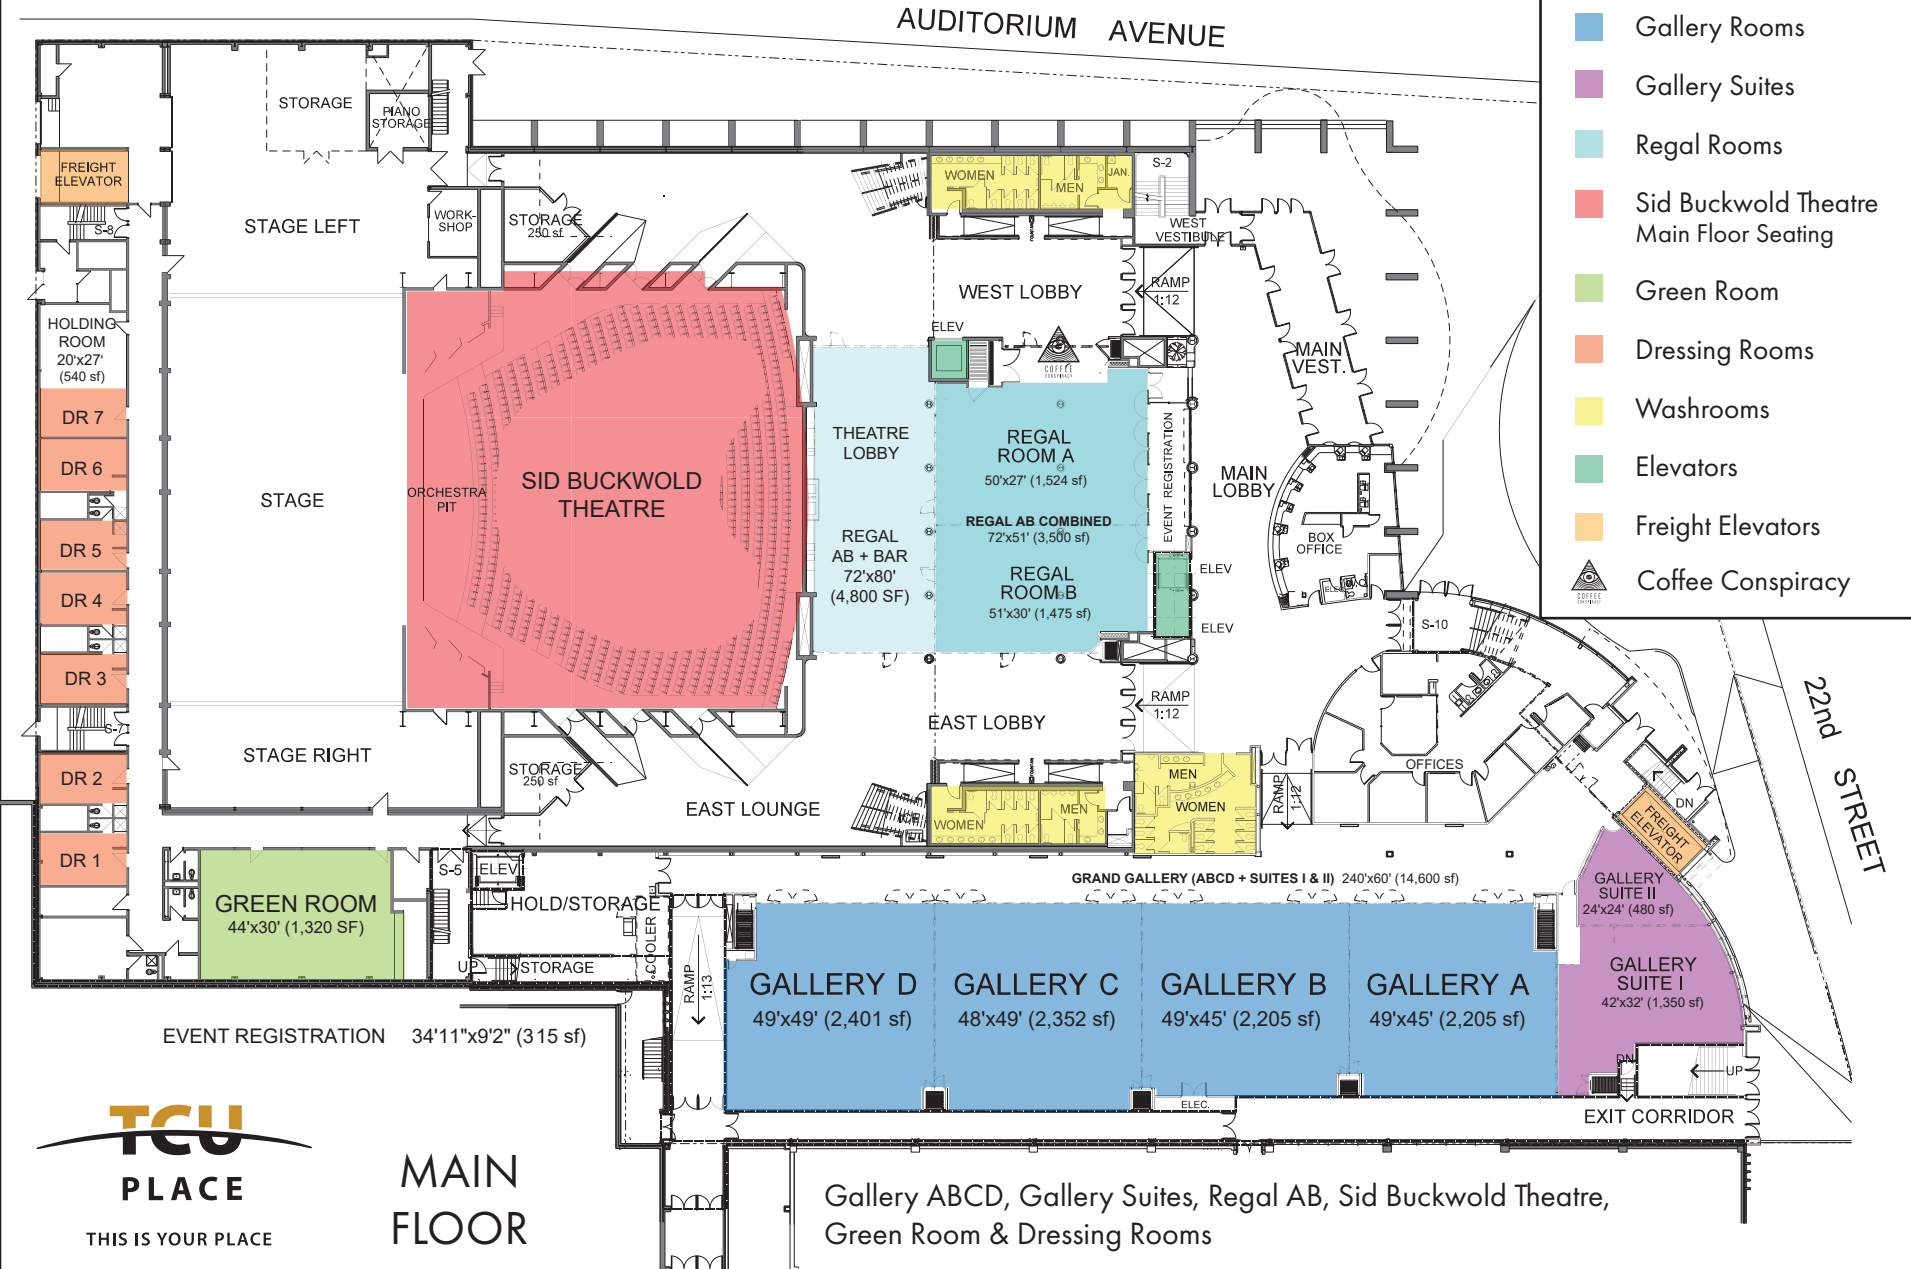 AUDITORIUM AVENUE
Gallery Rooms
Gallery Suites
Regal Rooms
Sid Buckwold Theatre
Main Floor Seating
Green Room
Dressing Rooms
Washrooms
Elevators
Freight Elevators
COFFEE
CONSPIRACY
Coffee Conspiracy
STORAGE
PIANO
STORAGE
FREIGHT
ELEVATOR
S-8
STAGE LEFT
WORK-
SHOP
STORAGE
250 sf
WOMEN
MEN
JAN.
S-2
WEST
VESTIBULE
FOUNTAIN
WEST LOBBY
RAMP
1:12
ELEV
COFFEE
CONSPIRACY
MAIN
VEST.
HOLDING
ROOM
20'x27'
(540 sf)
DR 7
DR 6
DR 5
DR 4
DR 3
S-7
DR 2
DR 1
STAGE
ORCHESTRA
PIT
SID BUCKWOLD
THEATRE
THEATRE
LOBBY
REGAL
AB + BAR
72'x80'
(4,800 SF)
REGAL
ROOM A
50'x27' (1,524 sf)
REGAL AB COMBINED
72'x51' (3,500 sf)
REGAL
ROOM B
51'x30' (1,475 sf)
EVENT REGISTRATION
MAIN
LOBBY
BOX
OFFICE
ELEV
ELEV
S-10
22nd STREET
STAGE RIGHT
STORAGE
250 sf
EAST LOBBY
RAMP
1:12
EAST LOUNGE
FOUNTAIN
ICE
WOMEN
MEN
MEN
WOMEN
RAMP
1:12
OFFICES
DN
FREIGHT
ELEVATOR
GREEN ROOM
44'x30' (1,320 SF)
S-5
ELEV
HOLD/STORAGE
COOLER
UP
STORAGE
RAMP
1:13
GRAND GALLERY (ABCD + SUITES I & II) 240'x60' (14,600 sf)
GALLERY D
49'x49' (2,401 sf)
GALLERY C
48'x49' (2,352 sf)
GALLERY B
49'x45' (2,205 sf)
GALLERY A
49'x45' (2,205 sf)
GALLERY
SUITE II
24'x24' (480 sf)
GALLERY
SUITE I
42'x32' (1,350 sf)
DN
UP
ELEC.
EXIT CORRIDOR
EVENT REGISTRATION 34'11"x9'2" (315 sf)
TCU
PLACE
THIS IS YOUR PLACE
MAIN
FLOOR
Gallery ABCD, Gallery Suites, Regal AB, Sid Buckwold Theatre,
Green Room & Dressing Rooms